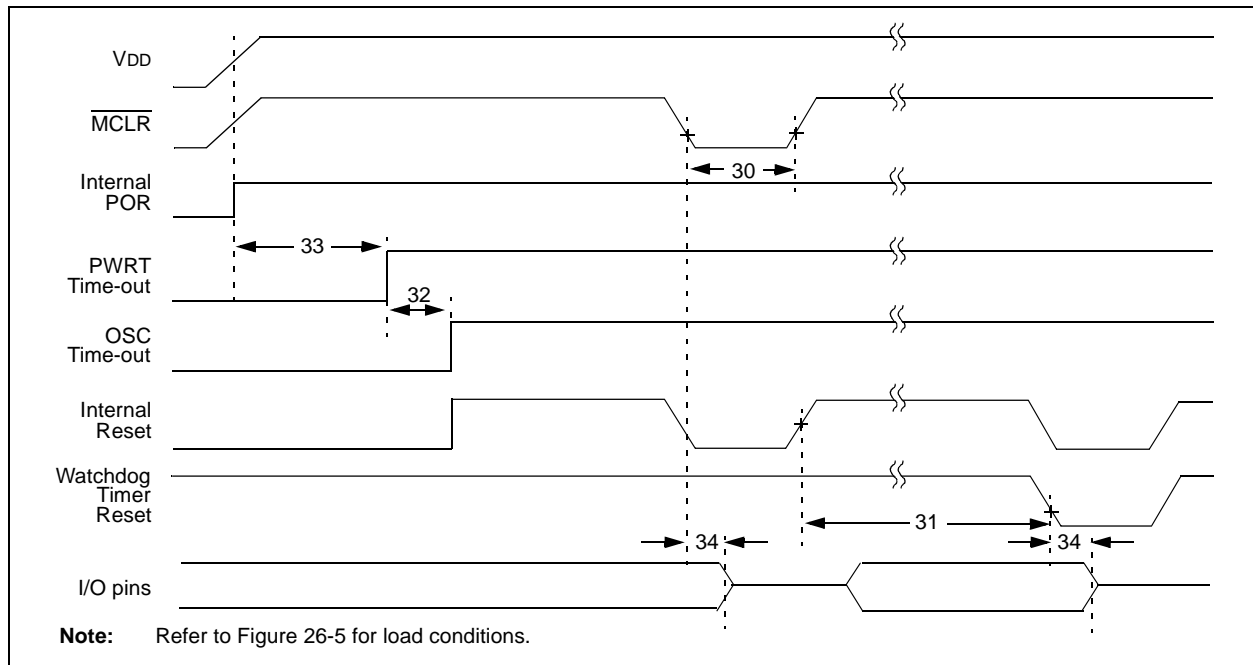 VDD
MCLR
30
Internal
POR
33
PWRT
Time-out
32
OSC
Time-out
Internal
Reset
Watchdog
Timer
Reset
31
34
34
I/O pins
Note: Refer to Figure 26-5 for load conditions.